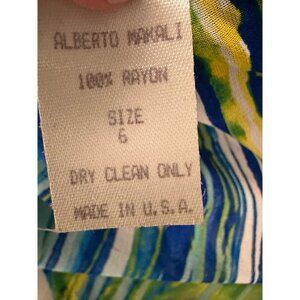 ALBERTO MAKALI
100% RAYON
SIZE
6
DRY CLEAN ONLY
MADE IN U.S.A.